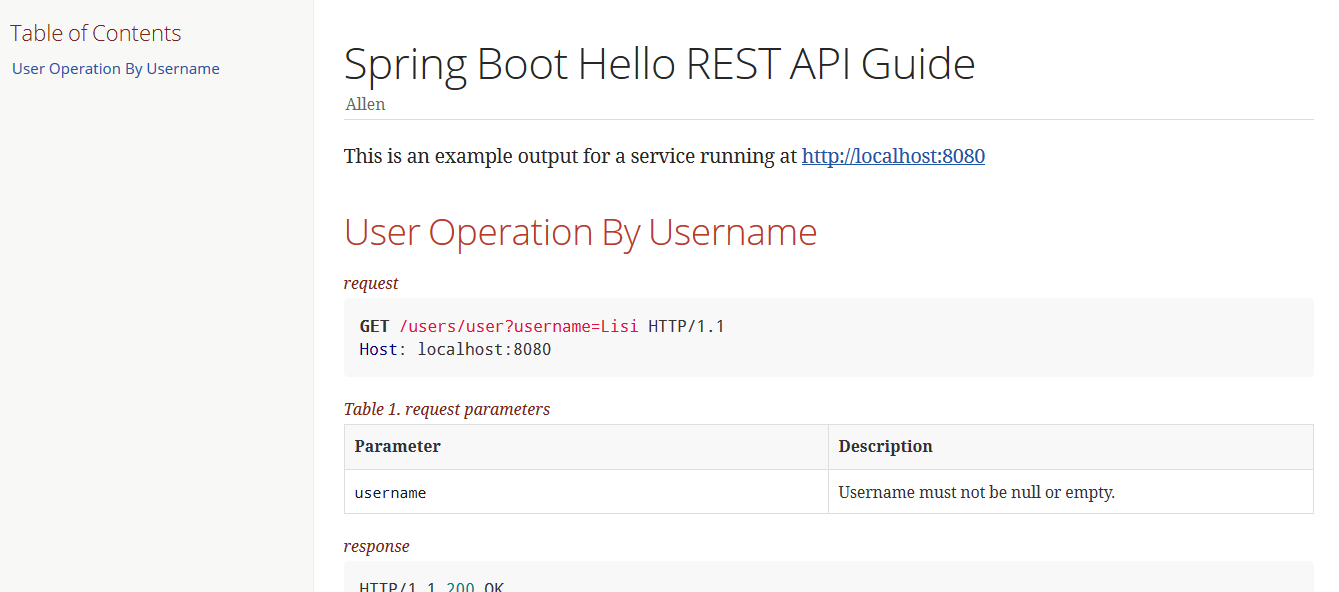 Table of Contents
User Operation By Username
Spring Boot Hello REST API Guide
Allen
This is an example output for a service running at http://localhost:8080
User Operation By Username
request
GET /users/user?username=Lisi HTTP/1.1
Host: localhost:8080
Table 1. request parameters
Parameter Description
username Username must not be null or empty.
response
HTTP/1.1 200 OK